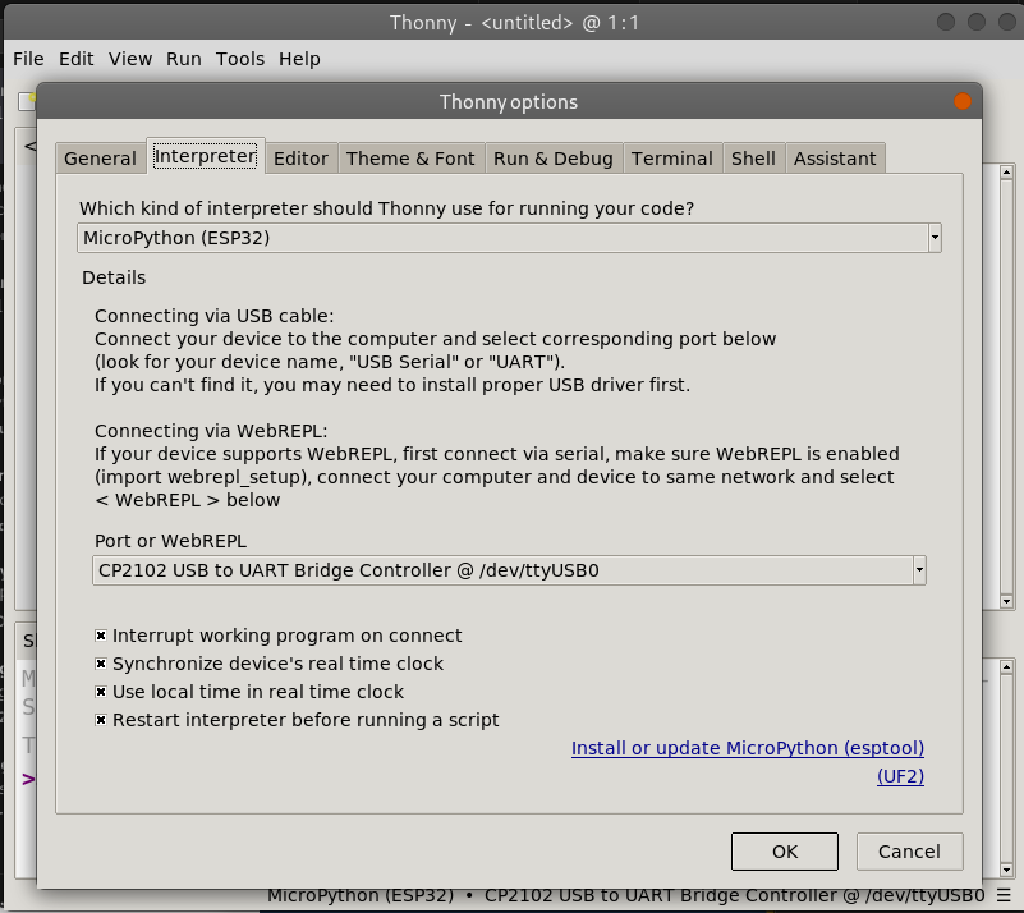 Thonny - <untitled> @ 1:1
File Edit View Run Tools Help
Thonny options
General Interpreter Editor Theme & Font Run & Debug Terminal Shell Assistant
Which kind of interpreter should Thonny use for running your code?
MicroPython (ESP32)
Details
Connecting via USB cable:
Connect your device to the computer and select corresponding port below
(look for your device name, "USB Serial" or "UART").
If you can't find it, you may need to install proper USB driver first.
Connecting via WebREPL:
If your device supports WebREPL, first connect via serial, make sure WebREPL is enabled
(import webrepl_setup), connect your computer and device to same network and select
< WebREPL > below
Port or WebREPL
CP2102 USB to UART Bridge Controller @ /dev/ttyUSB0
Interrupt working program on connect
Synchronize device's real time clock
Use local time in real time clock
Restart interpreter before running a script
Install or update MicroPython (esptool)
(UF2)
OK Cancel
MicroPython (ESP32) • CP2102 USB to UART Bridge Controller @ /dev/ttyUSB0 ☰